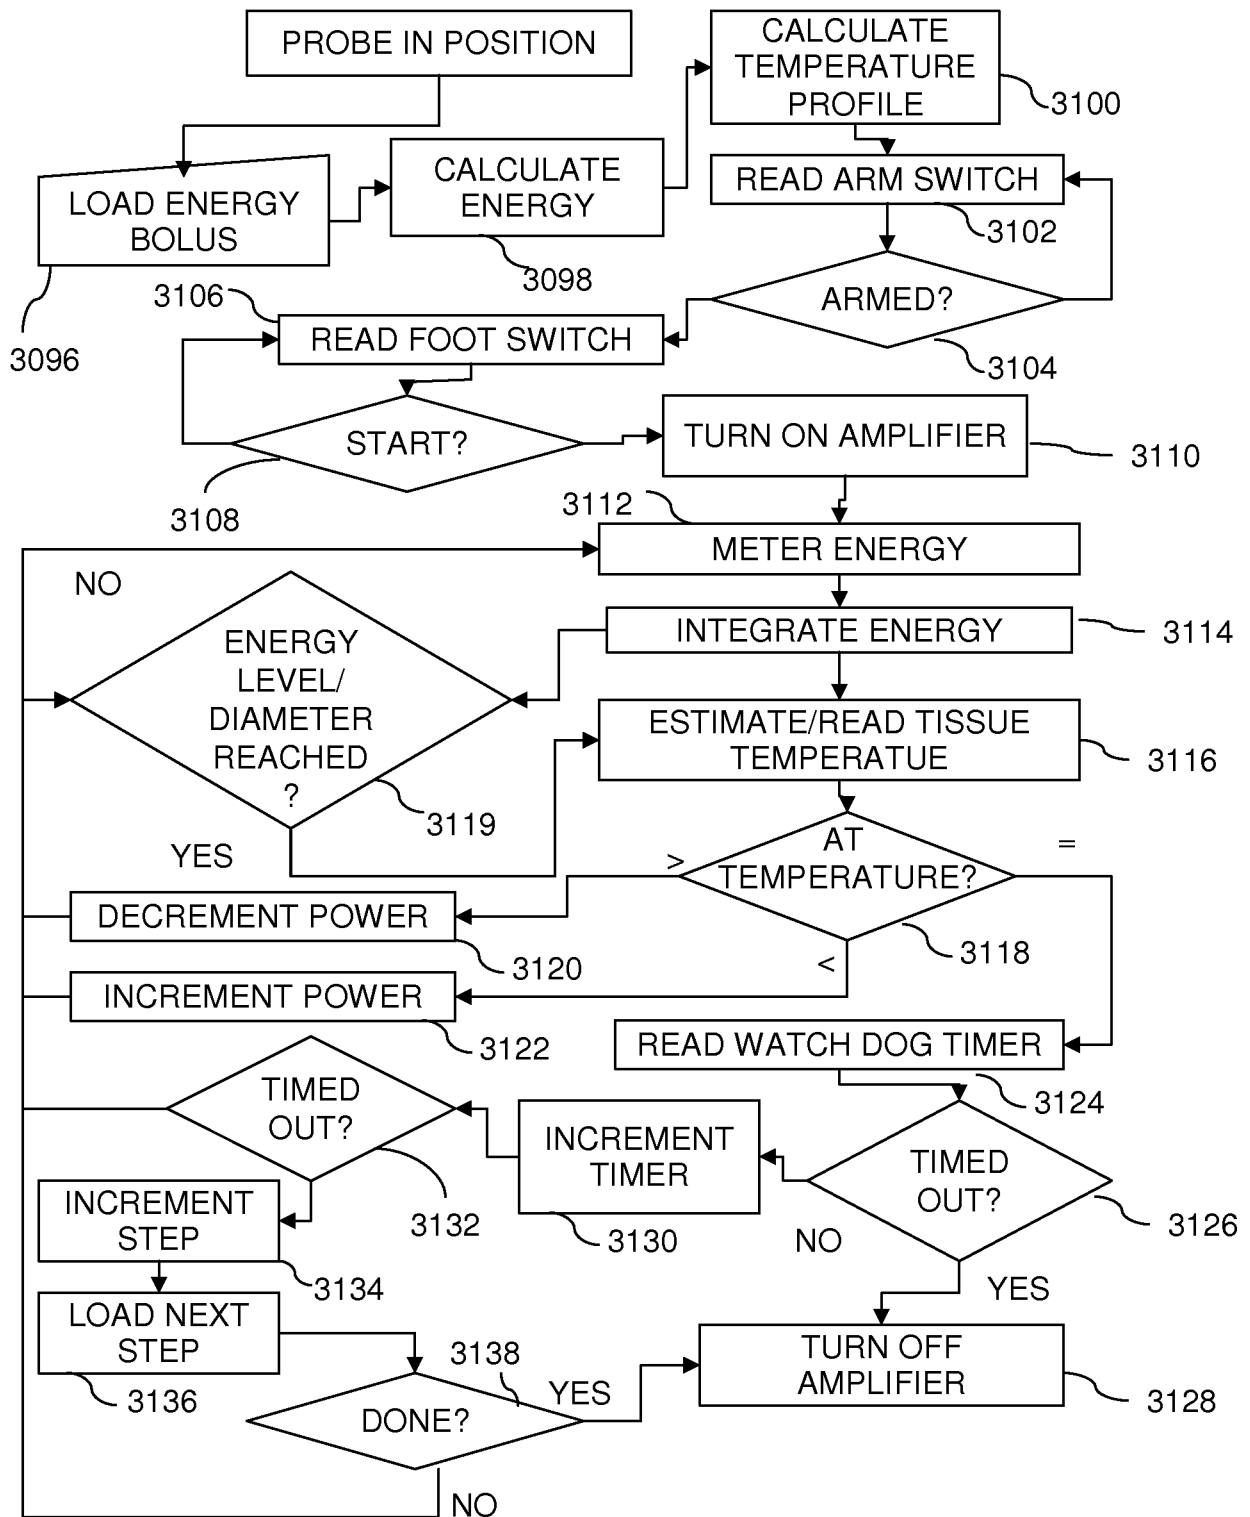 PROBE IN POSITION
CALCULATE
TEMPERATURE
PROFILE
3100
LOAD ENERGY
BOLUS
3096
CALCULATE
ENERGY
3098
READ ARM SWITCH
3102
ARMED?
3104
3106
READ FOOT SWITCH
START?
3108
TURN ON AMPLIFIER
3110
3112
METER ENERGY
NO
INTEGRATE ENERGY
3114
ENERGY
LEVEL/
DIAMETER
REACHED
?
3119
YES
ESTIMATE/READ TISSUE
TEMPERATUE
3116
AT
TEMPERATURE?
>
=
<
3118
DECREMENT POWER
3120
INCREMENT POWER
3122
READ WATCH DOG TIMER
3124
TIMED
OUT?
3126
NO
YES
INCREMENT
TIMER
3130
TIMED
OUT?
3132
INCREMENT
STEP
3134
LOAD NEXT
STEP
3136
3138
DONE?
YES
NO
TURN OFF
AMPLIFIER
3128